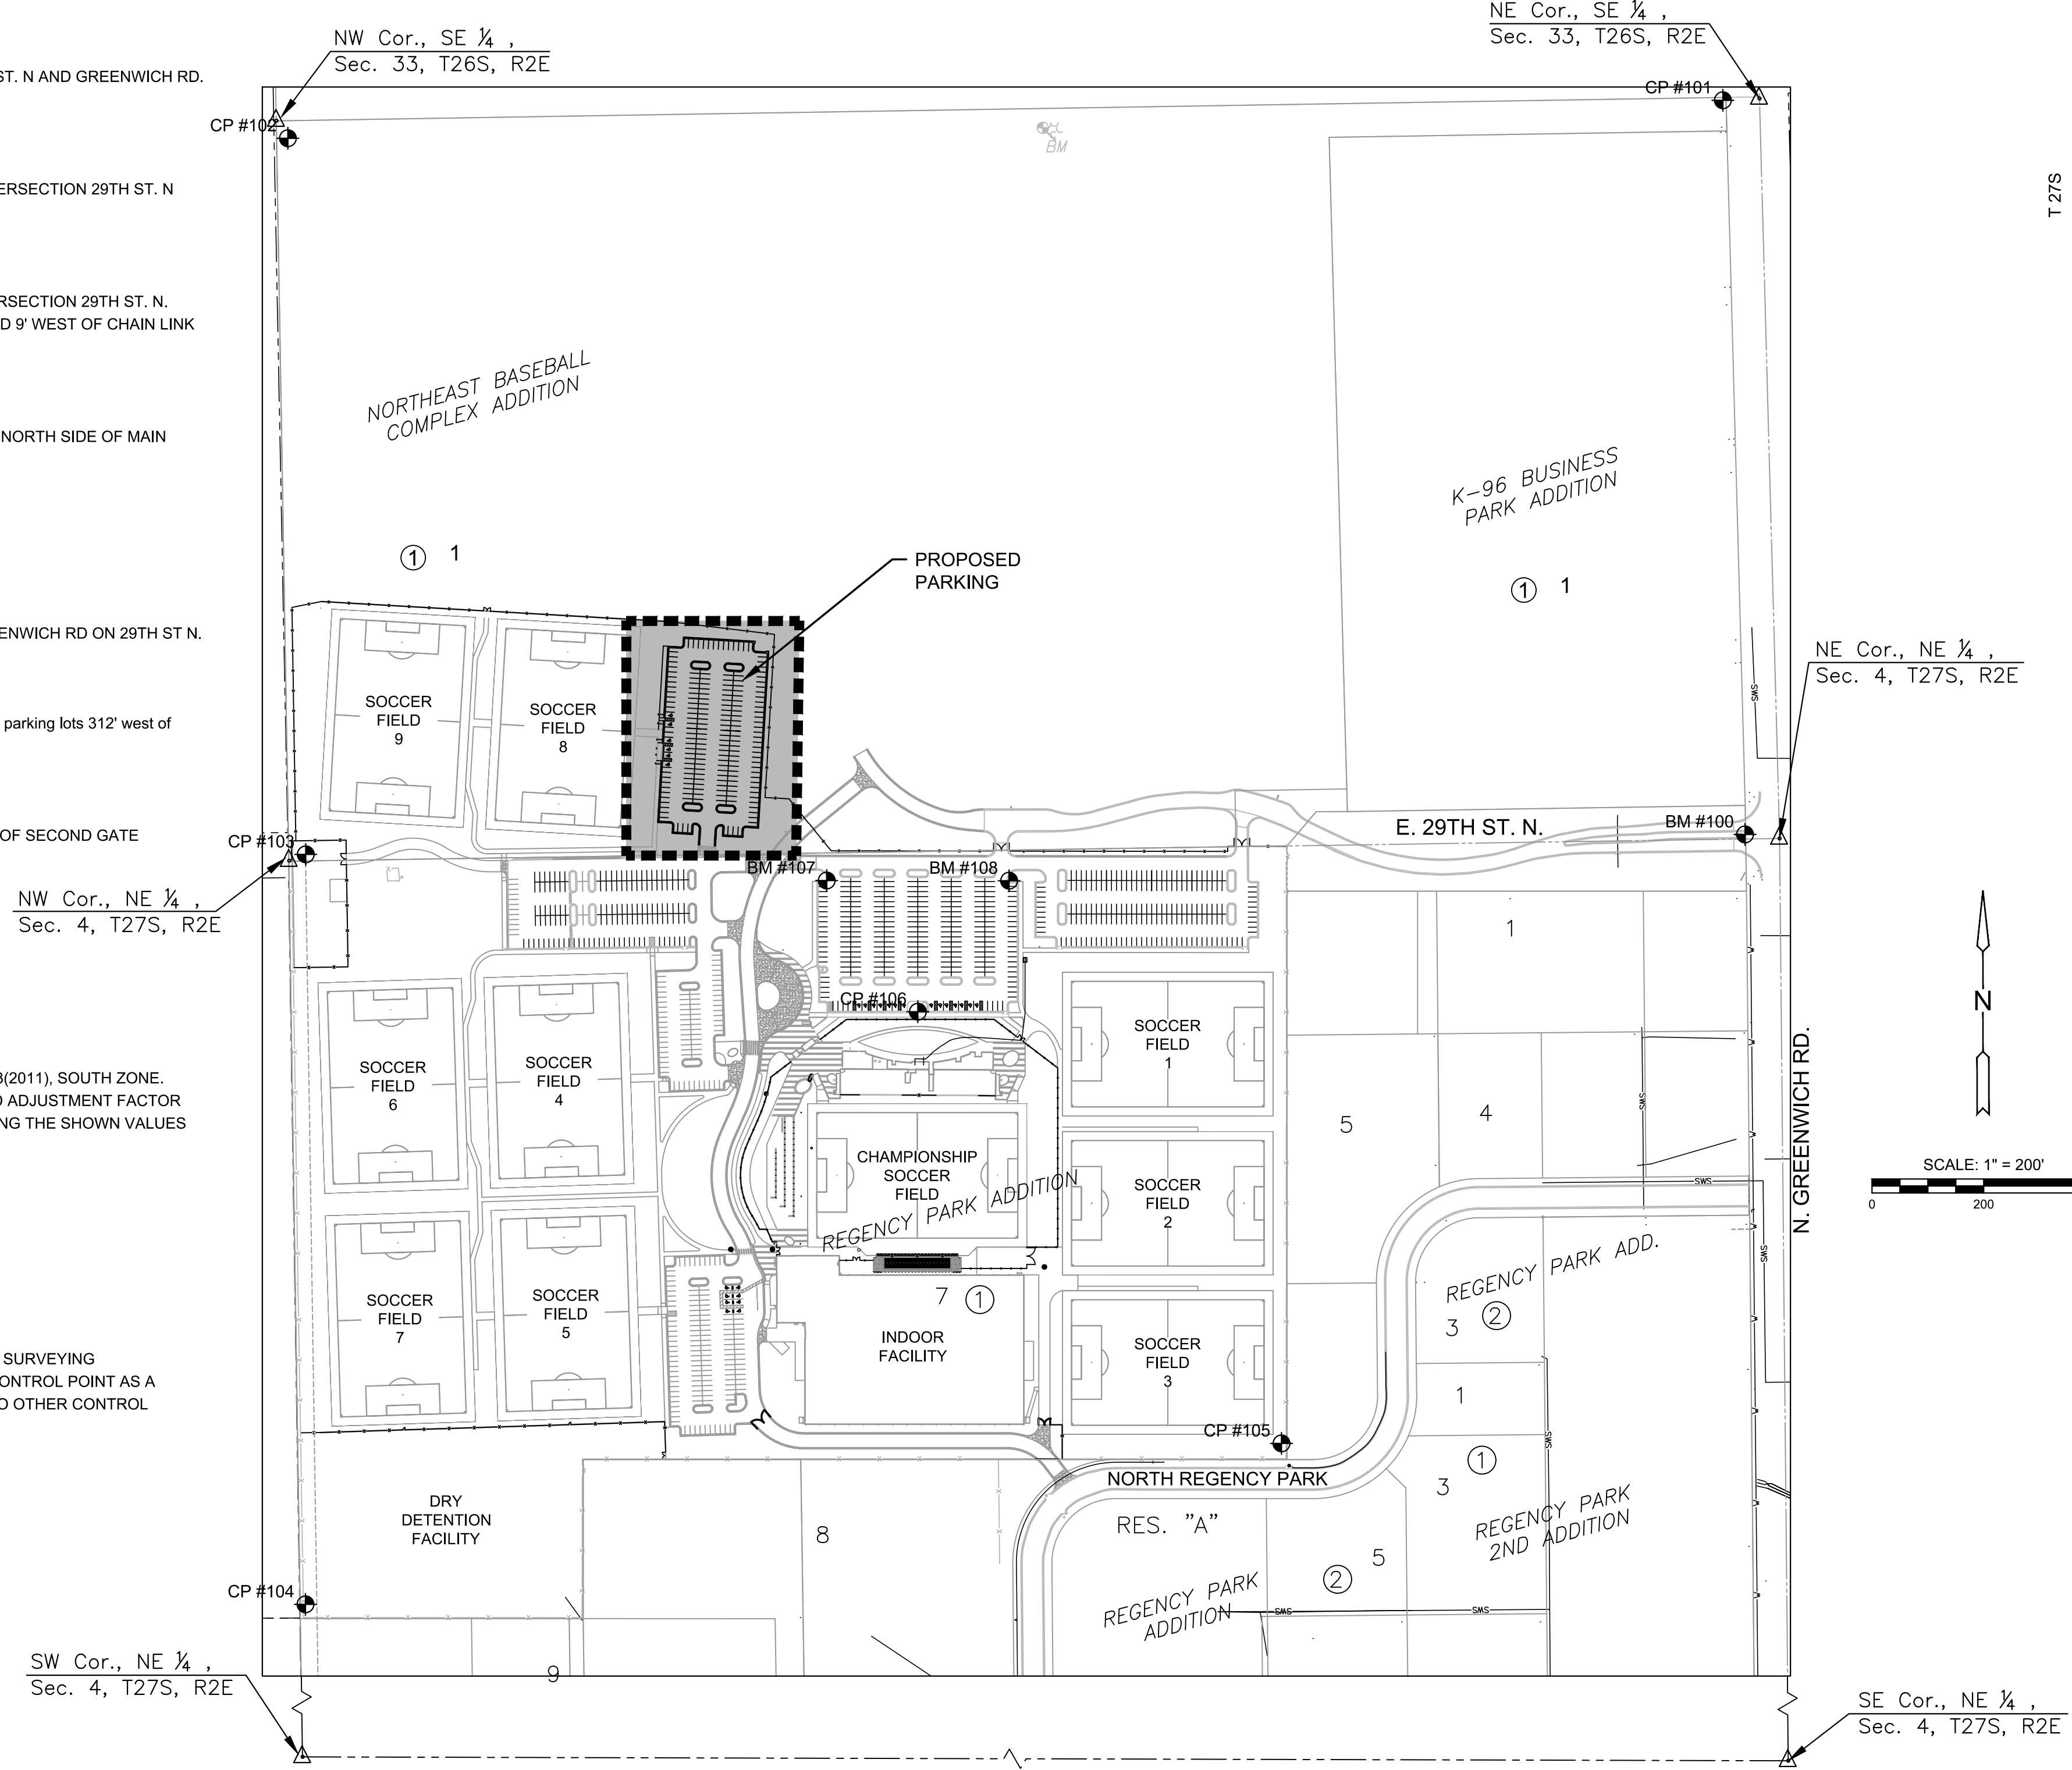 NW Cor., SE ¼ ,
Sec. 33, T26S, R2E
NE Cor., SE ¼ ,
Sec. 33, T26S, R2E
ST. N AND GREENWICH RD.
CP #101
CP #102
BM
T 27S
ERSECTION 29TH ST. N
RSECTION 29TH ST. N.
D 9' WEST OF CHAIN LINK
NORTHEAST BASEBALL
COMPLEX ADDITION
NORTH SIDE OF MAIN
K-96 BUSINESS
PARK ADDITION
1 1
PROPOSED
PARKING
1 1
ENWICH RD ON 29TH ST N.
NE Cor., NE ¼ ,
Sec. 4, T27S, R2E
SOCCER
FIELD
9
SOCCER
FIELD
8
SWS
parking lots 312' west of
OF SECOND GATE
CP #103
E. 29TH ST. N.
BM #100
BM #107
BM #108
NW Cor., NE ¼ ,
Sec. 4, T27S, R2E
1
N
CP #106
SOCCER
FIELD
1
SOCCER
FIELD
6
SOCCER
FIELD
4
8(2011), SOUTH ZONE.
D ADJUSTMENT FACTOR
NG THE SHOWN VALUES
5
4
SWS
N. GREENWICH RD.
CHAMPIONSHIP
SOCCER
FIELD
SOCCER
FIELD
2
SCALE: 1" = 200'
0 200
SWS
REGENCY PARK ADDITION
SWS
REGENCY PARK ADD.
2
3
SOCCER
FIELD
7
SOCCER
FIELD
5
7 1
INDOOR
FACILITY
SOCCER
FIELD
3
SURVEYING
ONTROL POINT AS A
O OTHER CONTROL
1
CP #105
SWS
1
3
NORTH REGENCY PARK
DRY
DETENTION
FACILITY
8
RES. "A"
REGENCY PARK
2ND ADDITION
5
2
CP #104
REGENCY PARK
ADDITION
SWS
SWS
9
SW Cor., NE ¼ ,
Sec. 4, T27S, R2E
SE Cor., NE ¼ ,
Sec. 4, T27S, R2E